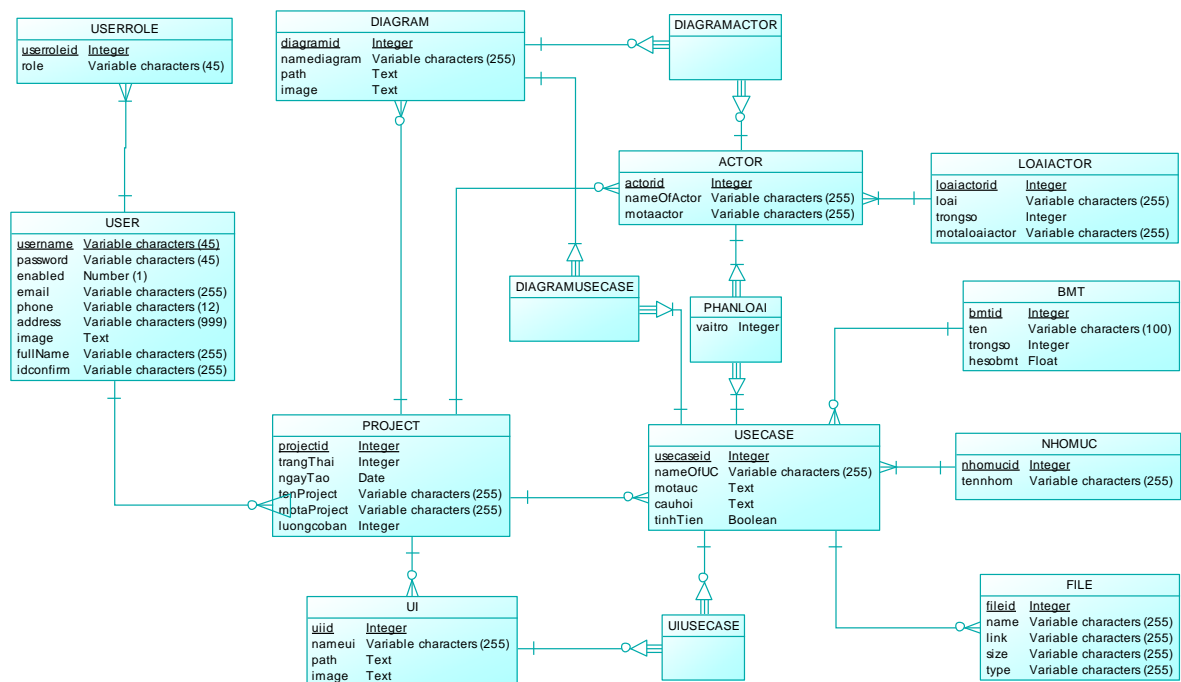 USERROLE
userroleid Integer
role Variable characters (45)
DIAGRAM
diagramid Integer
namediagram Variable characters (255)
path Text
image Text
DIAGRAMACTOR
ACTOR
actorid Integer
nameOfActor Variable characters (255)
motaactor Variable characters (255)
LOAIACTOR
loaiactorid Integer
loai Variable characters (255)
trongso Integer
motaloaiactor Variable characters (255)
USER
username Variable characters (45)
password Variable characters (45)
enabled Number (1)
email Variable characters (255)
phone Variable characters (12)
address Variable characters (999)
image Text
fullName Variable characters (255)
idconfirm Variable characters (255)
DIAGRAMUSECASE
PHANLOAI
vaitro Integer
BMT
bmtid Integer
ten Variable characters (100)
trongso Integer
hesobmt Float
PROJECT
projectid Integer
trangThai Integer
ngayTao Date
tenProject Variable characters (255)
motaProject Variable characters (255)
luongcoban Integer
USECASE
usecaseid Integer
nameOfUC Variable characters (255)
motauc Text
cauhoi Text
tinhTien Boolean
NHOMUC
nhomucid Integer
tennhom Variable characters (255)
UI
uiid Integer
nameui Variable characters (255)
path Text
image Text
UIUSECASE
FILE
fileid Integer
name Variable characters (255)
link Variable characters (255)
size Variable characters (255)
type Variable characters (255)